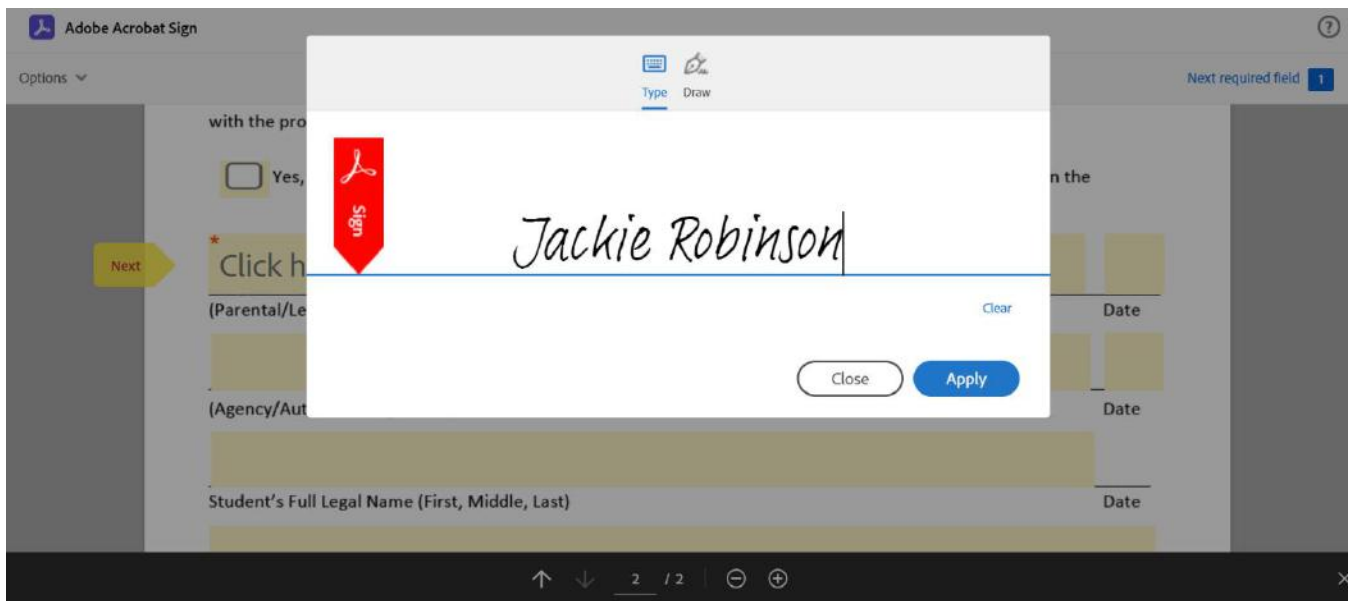 Adobe Acrobat Sign
Options
Type Draw
Next required field 1
with the pro
Yes,
n the
Sign
Jackie Robinson
Next
* Click h
(Parental/Le
Date
Clear
Close Apply
(Agency/Aut
Date
Student's Full Legal Name (First, Middle, Last)
Date
2 / 2